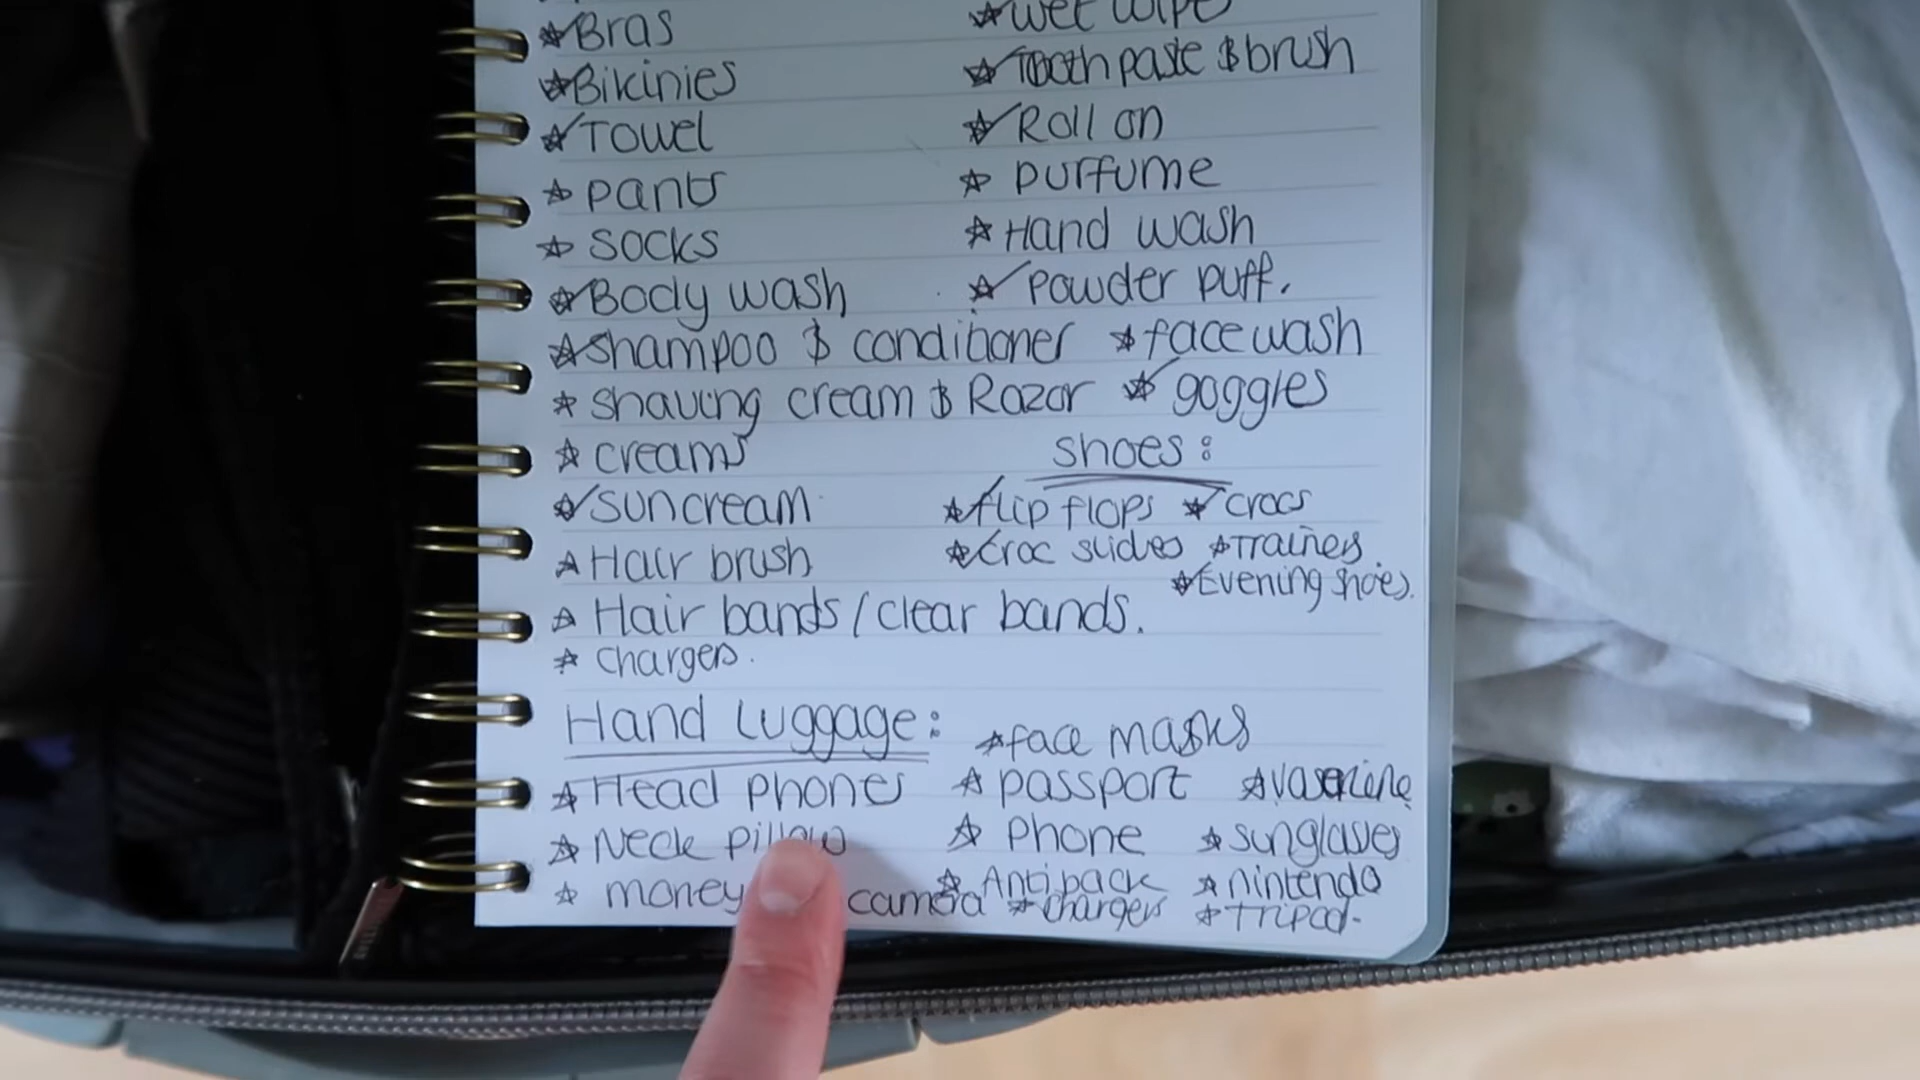 Bras
wet wipe
Bikinies
Toothpaste & brush
Towel
Roll on
pants
purfume
socks
Hand wash
Body wash
powder puff.
shampoo & conditioner
face wash
shaving cream & Razor
goggles
creams
shoes:
suncream
flip flops
crocs
Hair brush
croc slides
Trainers
Evening shoes.
Hair bands/clear bands.
chargers.
Hand Luggage:
face masks
Head phones
passport
vaseline
Neck pillow
Phone
sunglasses
money
camera
Antiback
nintendo
chargers
Tripod